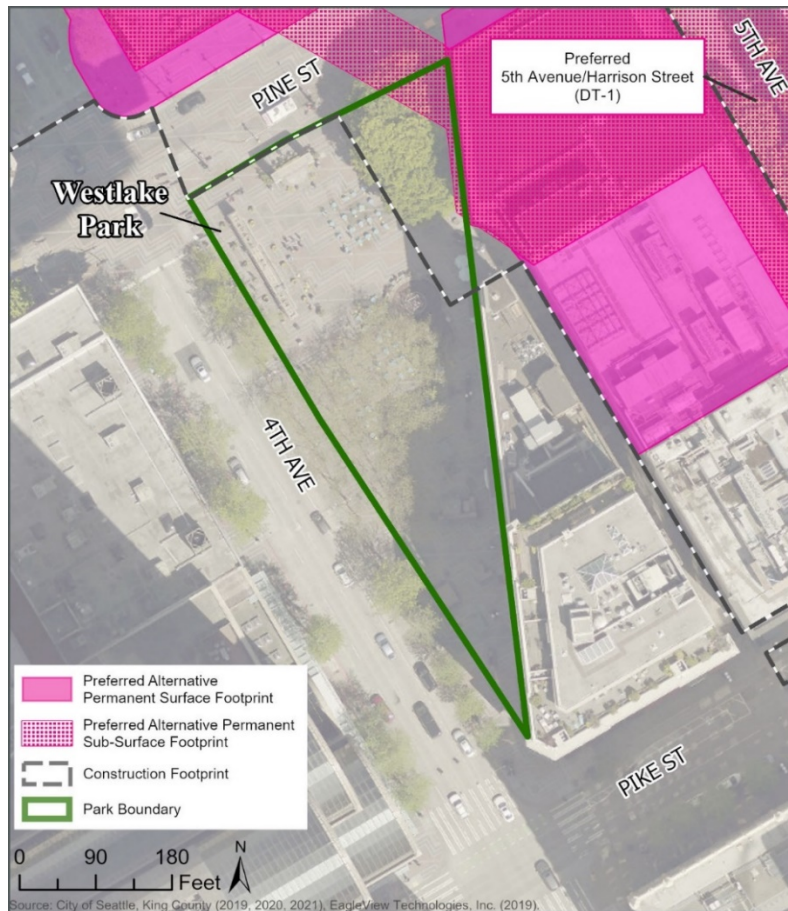 PINE ST
Preferred
5th Avenue/Harrison Street
(DT-1)
5TH AVE
Westlake
Park
4TH AVE
PIKE ST
Preferred Alternative
Permanent Surface Footprint
Preferred Alternative Permanent
Sub-Surface Footprint
Construction Footprint
Park Boundary
0 90 180
Feet
N
Source: City of Seattle, King County (2019, 2020, 2021), EagleView Technologies, Inc. (2019).